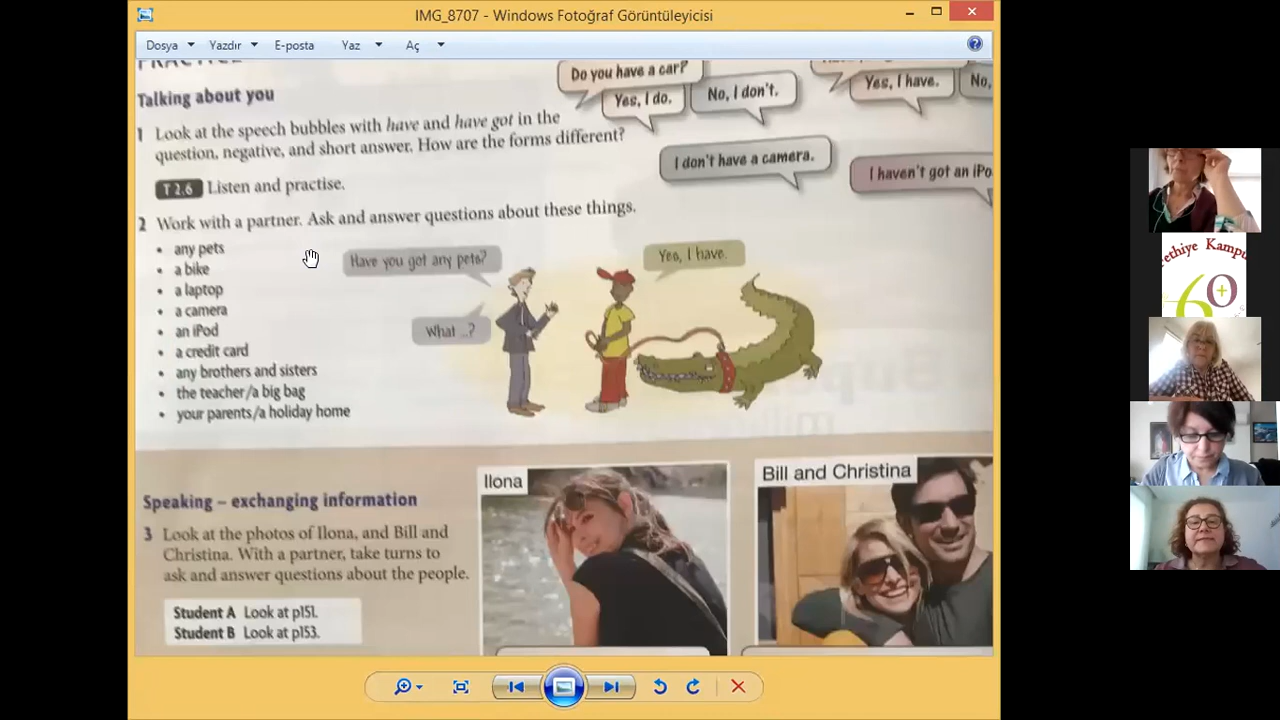 IMG_8707 - Windows Fotoğraf Görüntüleyicisi
Dosya Yazdır E-posta Yaz Aç
PRACTICE
Talking about you
1 Look at the speech bubbles with have and have got in the
question, negative, and short answer. How are the forms different?
T 2.6 Listen and practise.
Do you have a car?
Yes, I do.
No, I don't.
Yes, I have.
No,
I don't have a camera.
I haven't got an iPo
2 Work with a partner. Ask and answer questions about these things.
• any pets
• a bike
• a laptop
• a camera
• an iPod
• a credit card
• any brothers and sisters
• the teacher/a big bag
• your parents/a holiday home
Have you got any pets?
Yes, I have.
What ...?
Speaking – exchanging information
3 Look at the photos of Ilona, and Bill and
Christina. With a partner, take turns to
ask and answer questions about the people.
Student A Look at p151.
Student B Look at p153.
Ilona
Bill and Christina
ethiye Kampu
60